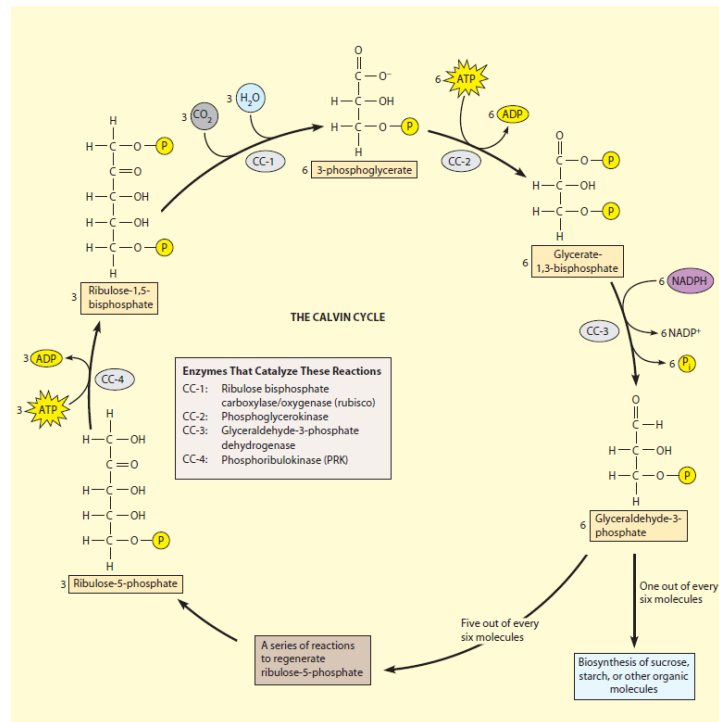 O
C—O⁻
H—C—OH
H—C—O—P
H
6 3-phosphoglycerate
3 CO₂
3 H₂O
CC-1
6 ATP
6 ADP
CC-2
O
C—O—P
H—C—OH
H—C—O—P
H
6 Glycerate-
1,3-bisphosphate
H
H—C—O—P
C=O
H—C—OH
H—C—OH
H—C—O—P
H
3 Ribulose-1,5-
bisphosphate
6 NADPH
CC-3
6 NADP⁺
6 Pi
THE CALVIN CYCLE
3 ADP
CC-4
3 ATP
Enzymes That Catalyze These Reactions
CC-1: Ribulose bisphosphate
carboxylase/oxygenase (rubisco)
CC-2: Phosphoglycerokinase
CC-3: Glyceraldehyde-3-phosphate
dehydrogenase
CC-4: Phosphoribulokinase (PRK)
H
H—C—OH
C=O
H—C—OH
H—C—OH
H—C—O—P
H
3 Ribulose-5-phosphate
O
C—H
H—C—OH
H—C—O—P
H
6 Glyceraldehyde-3-
phosphate
One out of every
six molecules
Five out of every
six molecules
A series of reactions
to regenerate
ribulose-5-phosphate
Biosynthesis of sucrose,
starch, or other organic
molecules